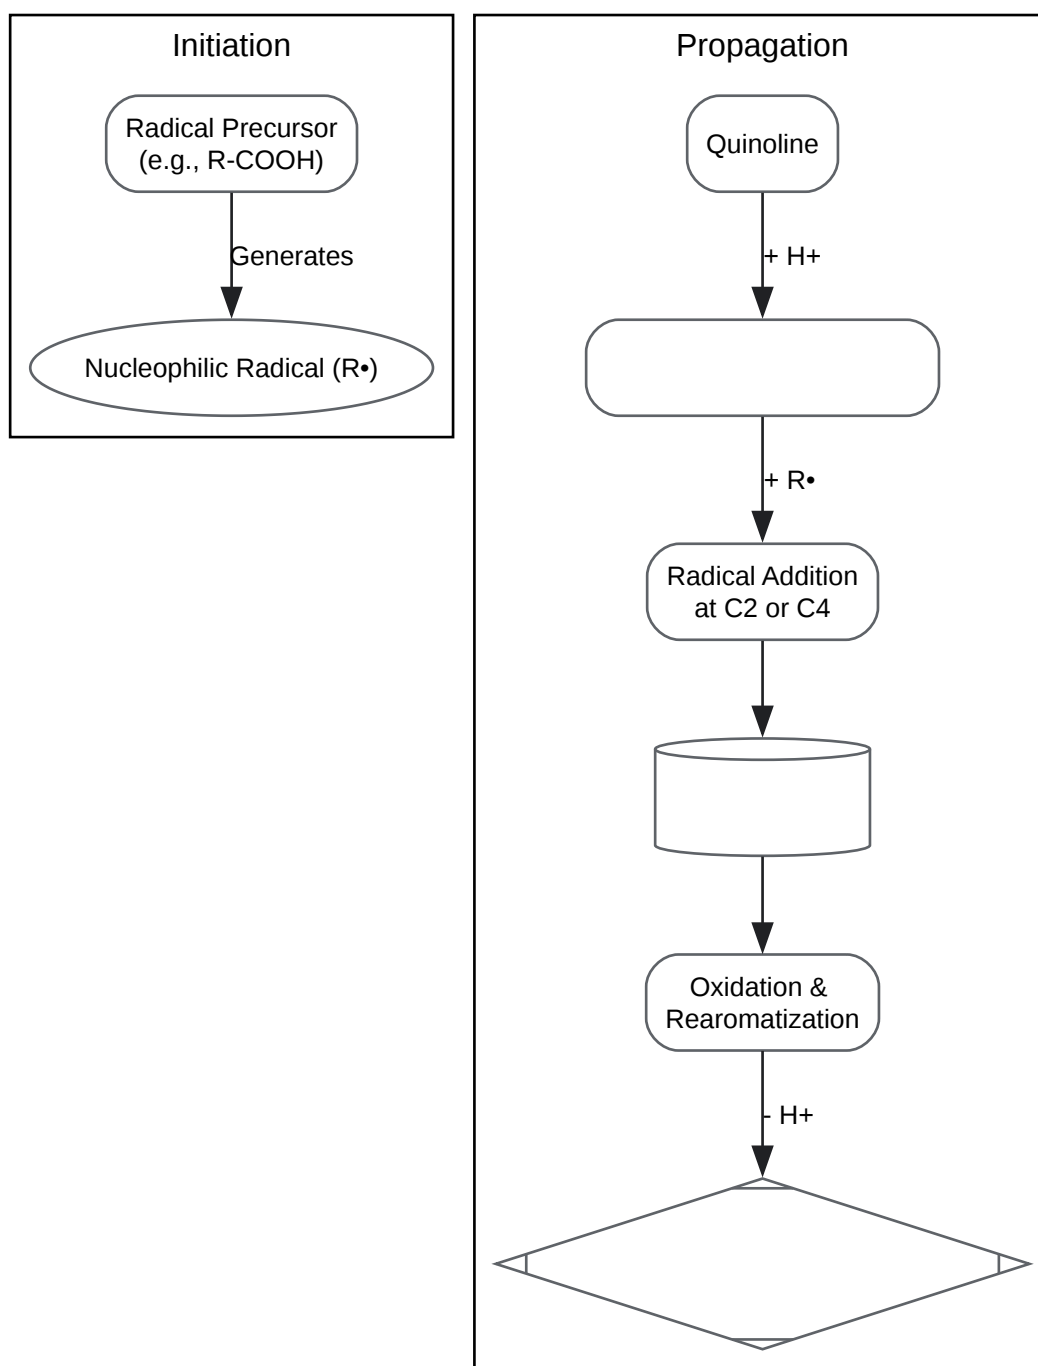 Initiation
Radical Precursor
(e.g., R-COOH)
Generates
Nucleophilic Radical (R•)
Propagation
Quinoline
+ H+
+ R•
Radical Addition
at C2 or C4
Oxidation &
Rearomatization
- H+